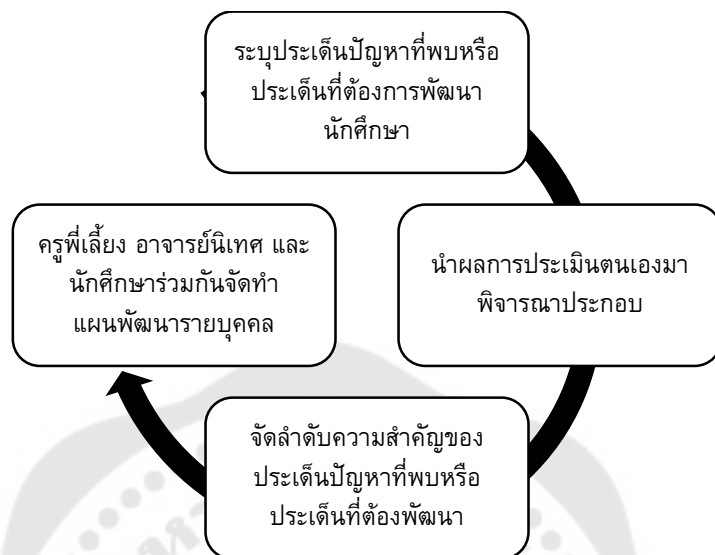 ระบุประเด็นปัญหาที่พบหรือ
ประเด็นที่ต้องการพัฒนา
นักศึกษา
นำผลการประเมินตนเองมา
พิจารณาประกอบ
จัดลำดับความสำคัญของ
ประเด็นปัญหาที่พบหรือ
ประเด็นที่ต้องพัฒนา
ครูพี่เลี้ยง อาจารย์นิเทศ และ
นักศึกษาร่วมกันจัดทำ
แผนพัฒนารายบุคคล